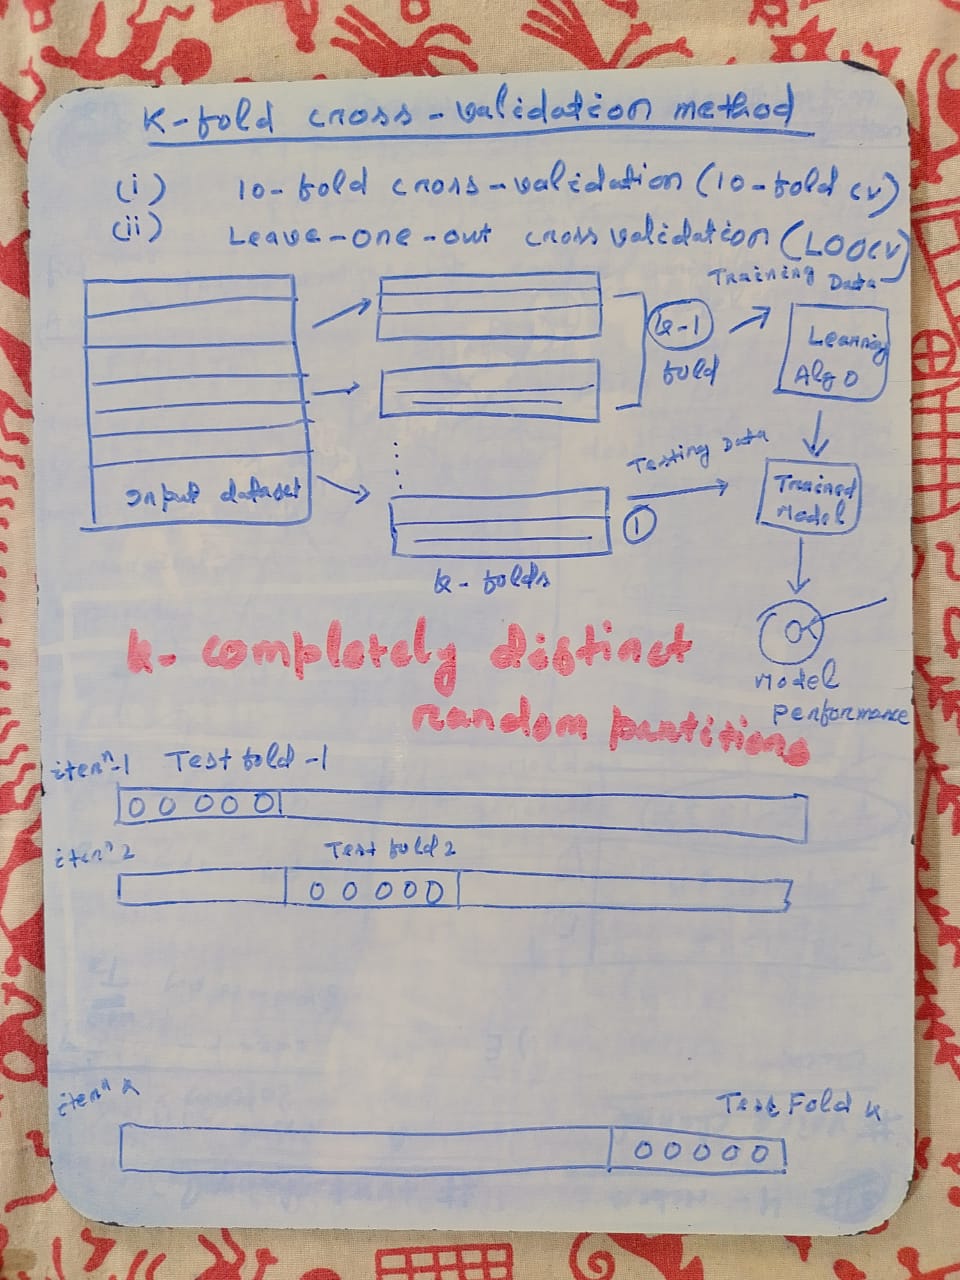 K-fold cross-validation method
(i) 10-fold cross-validation (10-fold cv)
(ii) Leave-one-out cross validation (LOOCV)
Training Data
k-1
fold
Learning
Algo
Input dataset
Testing Data
1
Trained
Model
k-folds
Model
performance
k- completely distinct
random partitions
itern-1 Test fold-1
0 0 0 0 0
itern 2 Test fold 2
0 0 0 0 0
itern k Test Fold k
0 0 0 0 0